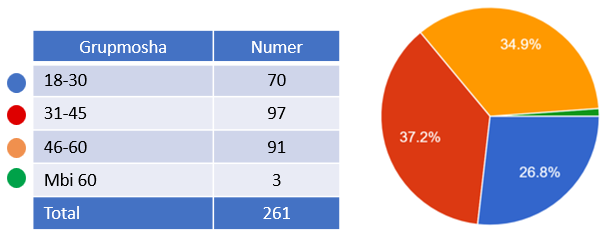 Grupmosha Numer
18-30 70
31-45 97
46-60 91
Mbi 60 3
Total 261
34.9%
37.2%
26.8%